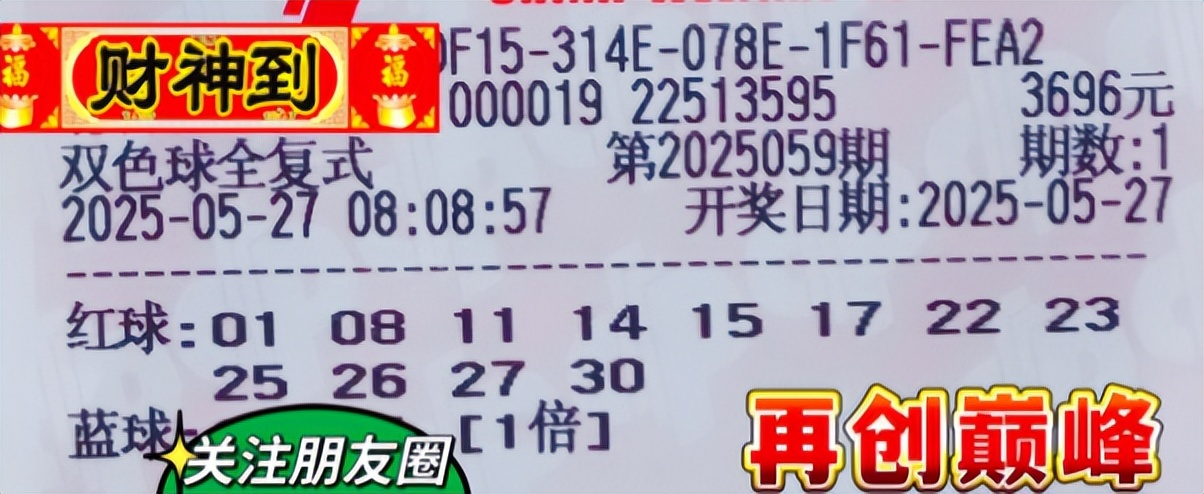 财神到
福
福
0F15-314E-078E-1F61-FEA2
000019 22513595 3696元
双色球全复式 第2025059期 期数:1
2025-05-27 08:08:57 开奖日期:2025-05-27
红球:01 08 11 14 15 17 22 23
25 26 27 30
蓝球: [1倍]
关注朋友圈
再创巅峰